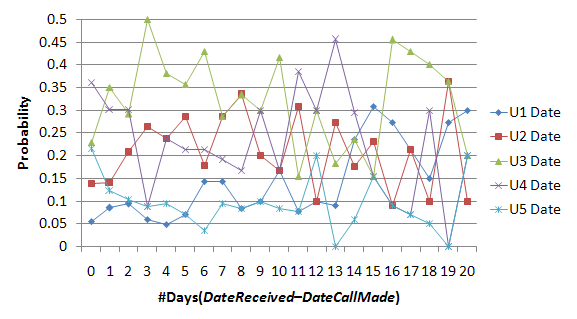 0.5
0.45
0.4
0.35
0.3
0.25
0.2
0.15
0.1
0.05
0
Probability
0 1 2 3 4 5 6 7 8 9 10 11 12 13 14 15 16 17 18 19 20
#Days(DateReceived–DateCallMade)
U1 Date
U2 Date
U3 Date
U4 Date
U5 Date